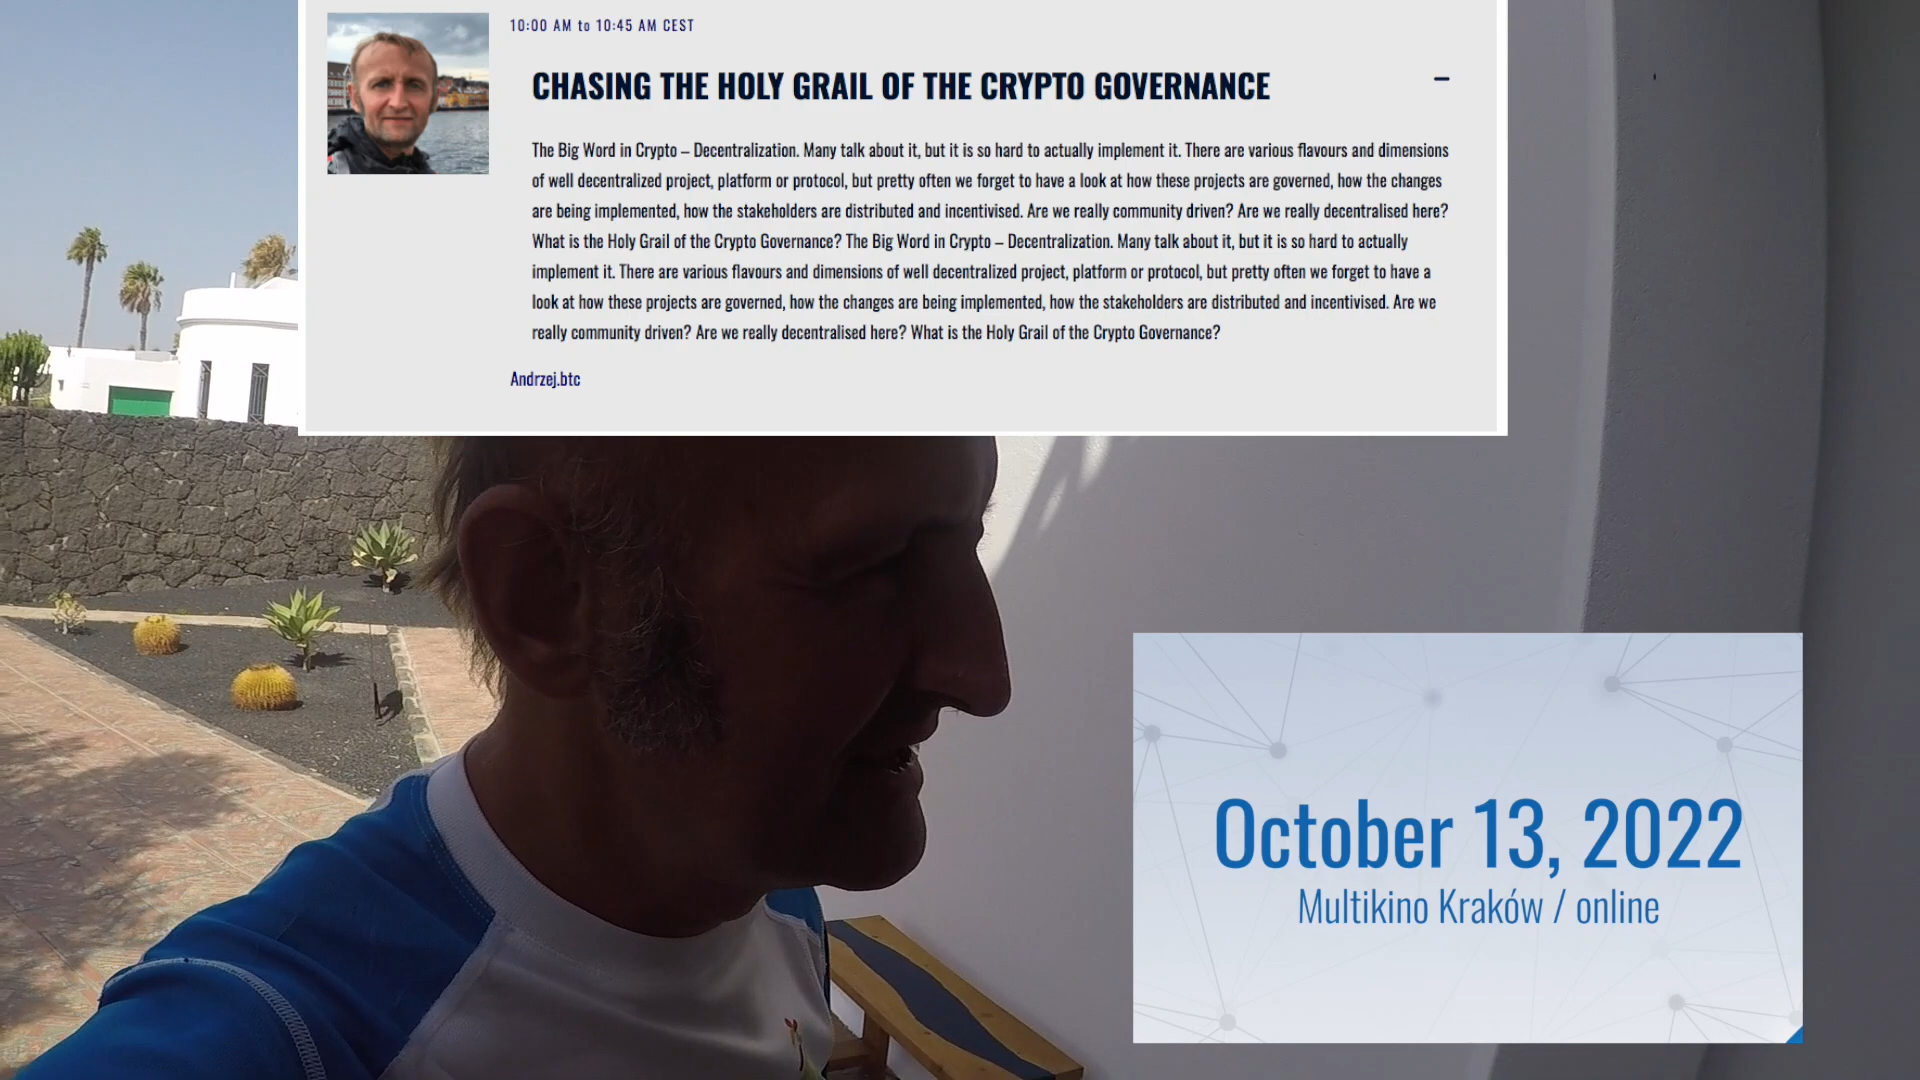 10:00 AM to 10:45 AM CEST
CHASING THE HOLY GRAIL OF THE CRYPTO GOVERNANCE
The Big Word in Crypto – Decentralization. Many talk about it, but it is so hard to actually implement it. There are various flavours and dimensions
of well decentralized project, platform or protocol, but pretty often we forget to have a look at how these projects are governed, how the changes
are being implemented, how the stakeholders are distributed and incentivised. Are we really community driven? Are we really decentralised here?
What is the Holy Grail of the Crypto Governance? The Big Word in Crypto – Decentralization. Many talk about it, but it is so hard to actually
implement it. There are various flavours and dimensions of well decentralized project, platform or protocol, but pretty often we forget to have a
look at how these projects are governed, how the changes are being implemented, how the stakeholders are distributed and incentivised. Are we
really community driven? Are we really decentralised here? What is the Holy Grail of the Crypto Governance?
Andrzej.btc
October 13, 2022
Multikino Kraków / online